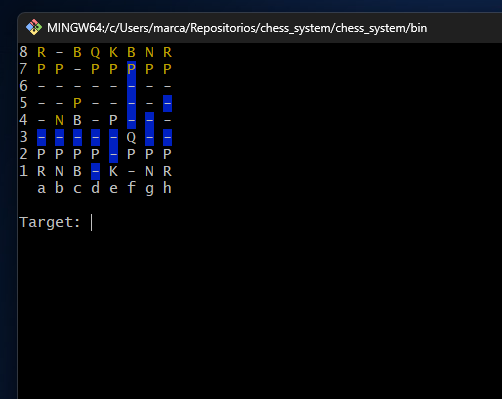 MINGW64:/c/Users/marca/Repositorios/chess_system/chess_system/bin
8 R - B Q K B N R
7 P P - P P P P P
6 - - - - - - - -
5 - - P - - - - -
4 - N B - P - - -
3 - - - - - Q - -
2 P P P P - P P P
1 R N B - K - N R
a b c d e f g h
Target: